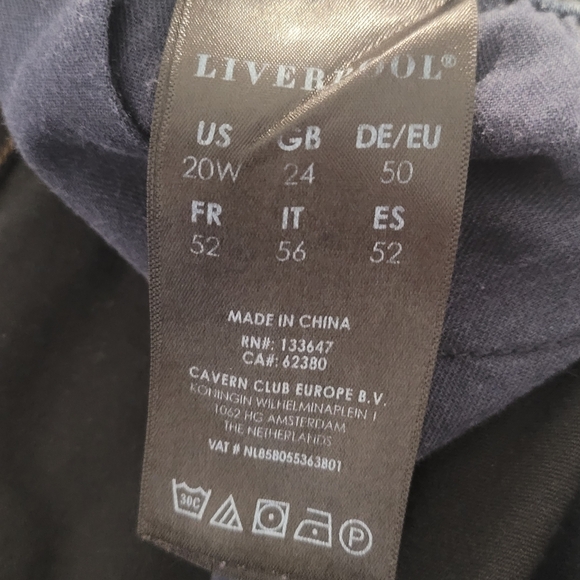 LIVERPOOL®
US GB DE/EU
20W 24 50
FR IT ES
52 56 52
MADE IN CHINA
RN#: 133647
CA#: 62380
CAVERN CLUB EUROPE B.V.
KONINGIN WILHELMINAPLEIN 1
1062 HG AMSTERDAM
THE NETHERLANDS
VAT # NL858055363B01
30C
P